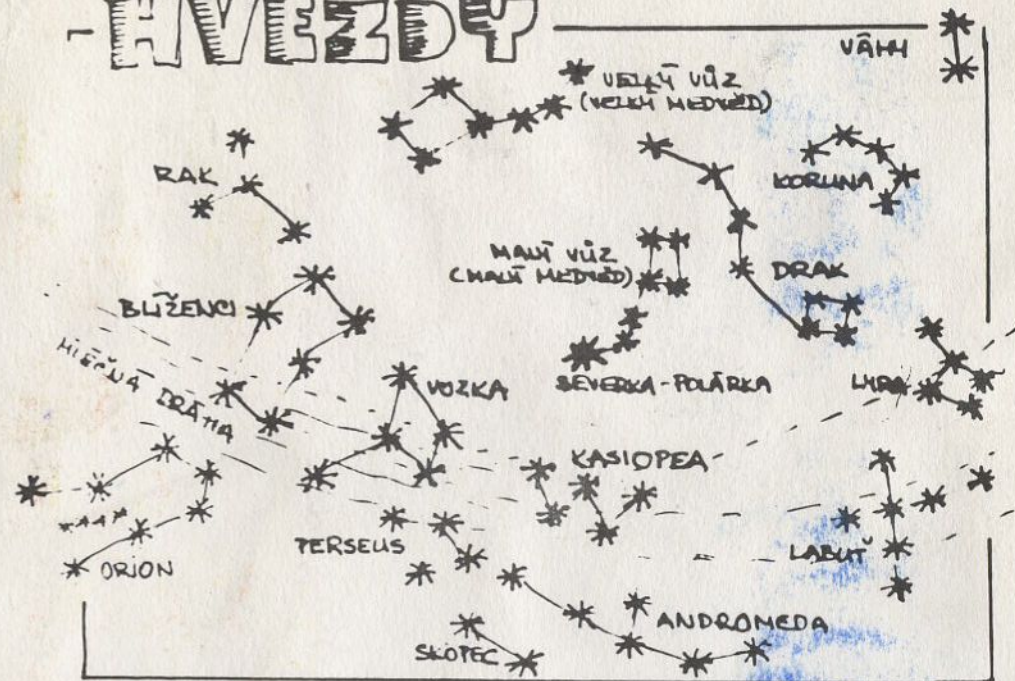 HVĚZDY
VÁHY
VELKÝ VŮZ
(VELKÝ MEDVĚD)
RAK
KORUNA
MALÝ VŮZ
(MALÝ MEDVĚD)
DRAK
BLÍŽENCI
MLÉČNÁ DRÁHA
VOZKA
SEVERKA-POLÁRKA
LYRA
KASIOPEA
PERSEUS
LABUŤ
ORION
ANDROMEDA
SKOPEC